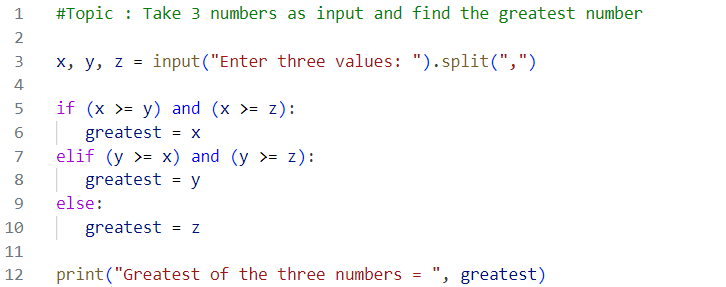 1 #Topic : Take 3 numbers as input and find the greatest number
2
3 x, y, z = input("Enter three values: ").split(",")
4
5 if (x >= y) and (x >= z):
6     greatest = x
7 elif (y >= x) and (y >= z):
8     greatest = y
9 else:
10     greatest = z
11
12 print("Greatest of the three numbers = ", greatest)